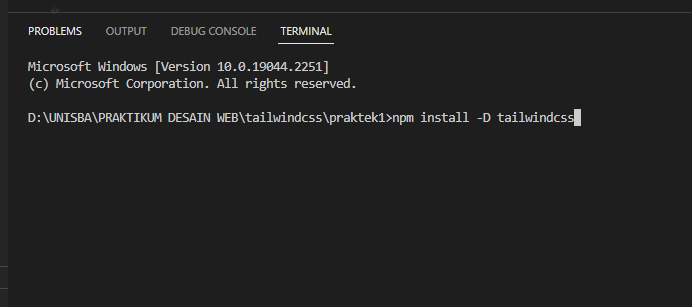 PROBLEMS OUTPUT DEBUG CONSOLE TERMINAL
Microsoft Windows [Version 10.0.19044.2251]
(c) Microsoft Corporation. All rights reserved.
D:\UNISBA\PRAKTIKUM DESAIN WEB\tailwindcss\praktek1>npm install -D tailwindcss